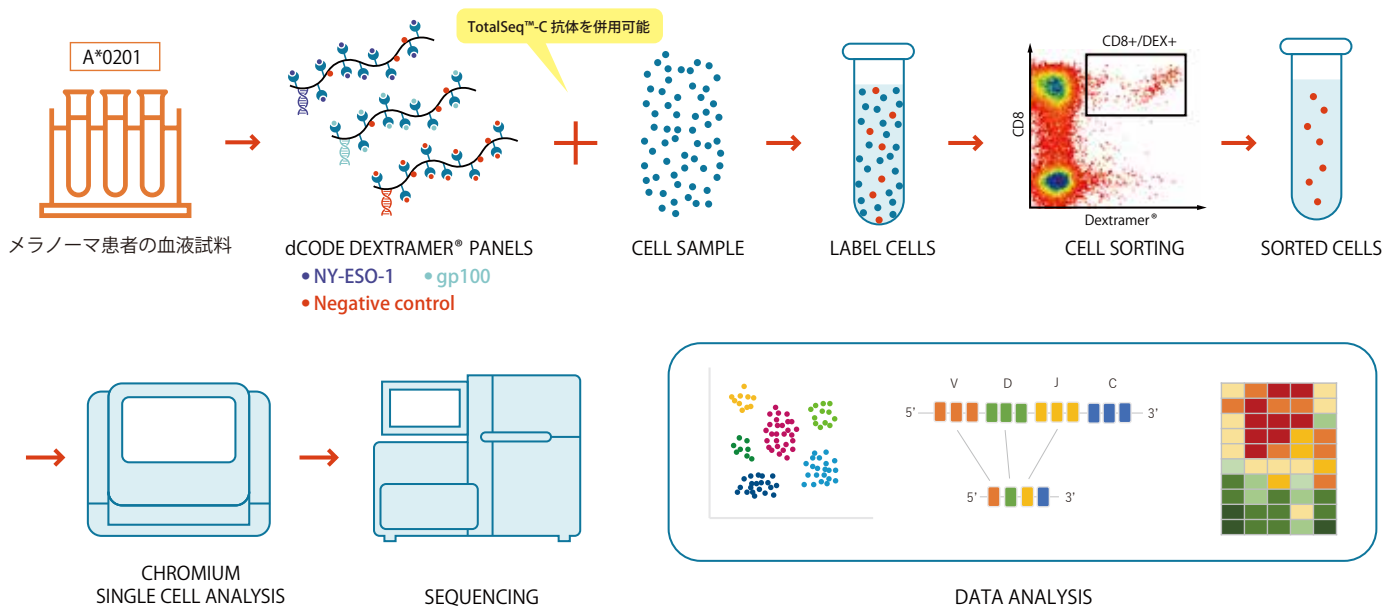 TotalSeq™-C 抗体を併用可能
A*0201
メラノーマ患者の血液試料
dCODE DEXTRAMER® PANELS
• NY-ESO-1 • gp100
• Negative control
CELL SAMPLE
LABEL CELLS
CD8+/DEX+
CD8
Dextramer®
CELL SORTING
SORTED CELLS
CHROMIUM
SINGLE CELL ANALYSIS
SEQUENCING
V D J C
5’ 3’
5’ 3’
DATA ANALYSIS